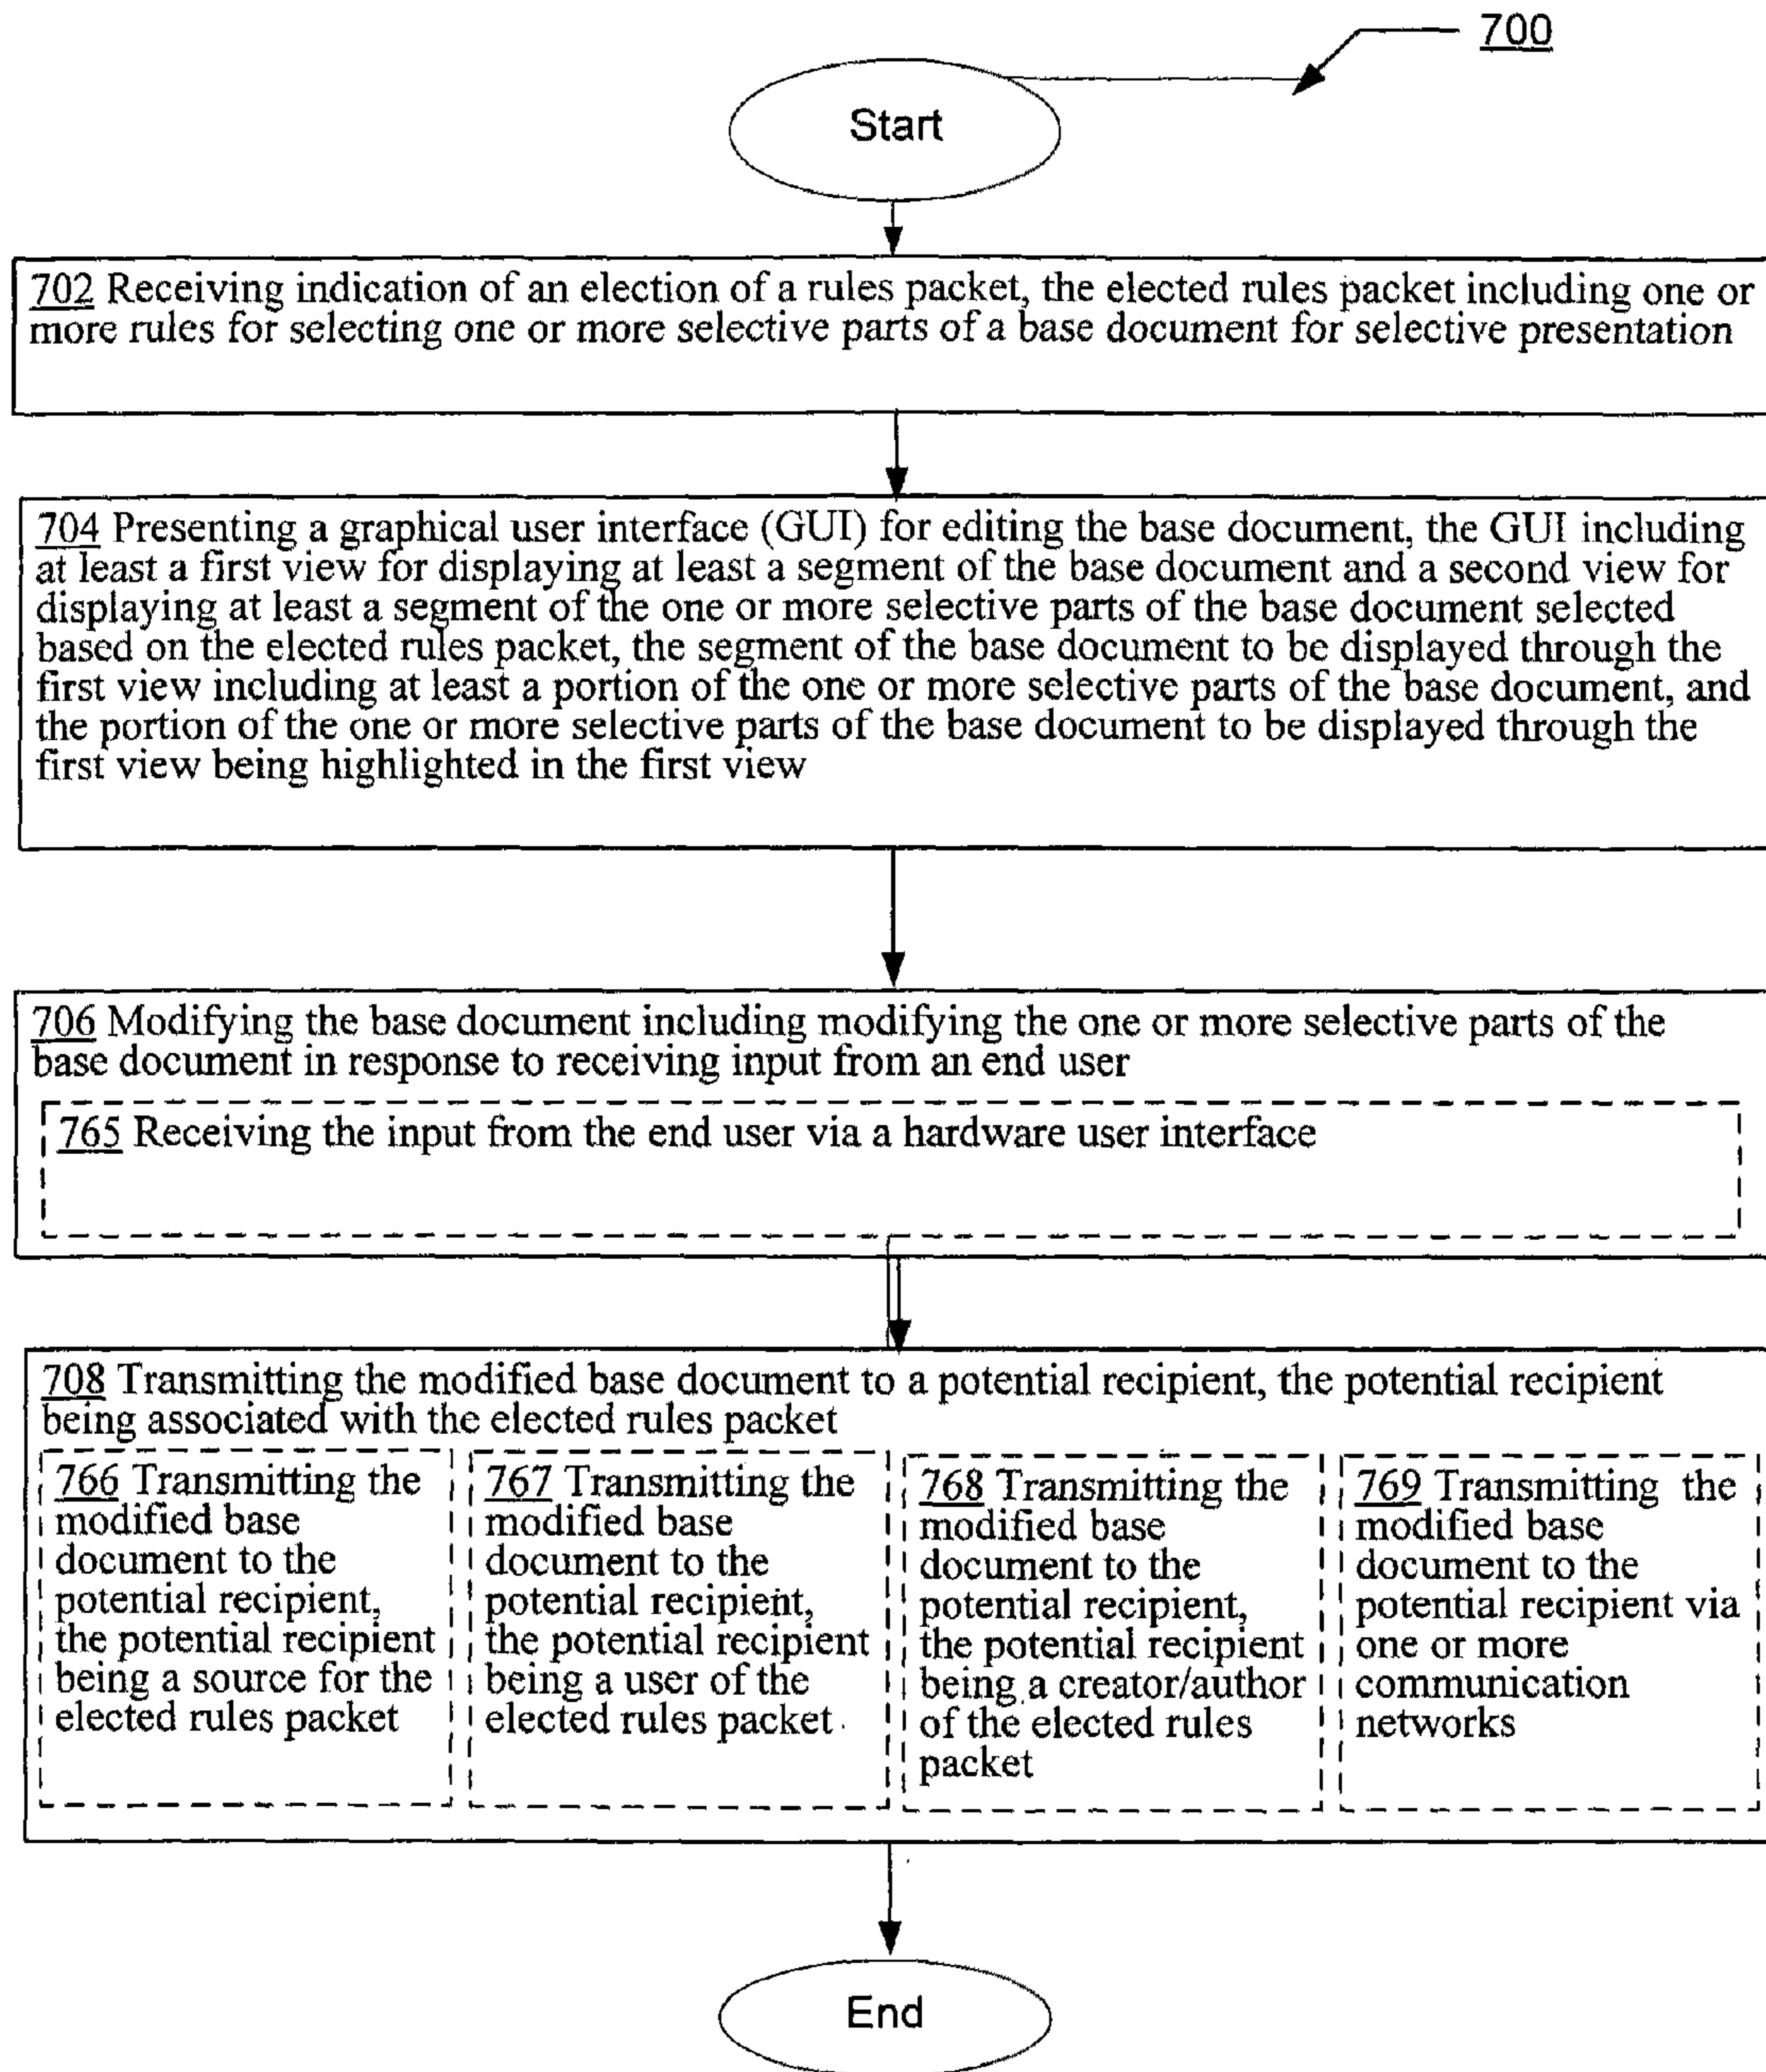 700
Start
702 Receiving indication of an election of a rules packet, the elected rules packet including one or
more rules for selecting one or more selective parts of a base document for selective presentation
704 Presenting a graphical user interface (GUI) for editing the base document, the GUI including
at least a first view for displaying at least a segment of the base document and a second view for
displaying at least a segment of the one or more selective parts of the base document selected
based on the elected rules packet, the segment of the base document to be displayed through the
first view including at least a portion of the one or more selective parts of the base document, and
the portion of the one or more selective parts of the base document to be displayed through the
first view being highlighted in the first view
706 Modifying the base document including modifying the one or more selective parts of the
base document in response to receiving input from an end user
765 Receiving the input from the end user via a hardware user interface
708 Transmitting the modified base document to a potential recipient, the potential recipient
being associated with the elected rules packet
766 Transmitting the
modified base
document to the
potential recipient,
the potential recipient
being a source for the
elected rules packet
767 Transmitting the
modified base
document to the
potential recipient,
the potential recipient
being a user of the
elected rules packet
768 Transmitting the
modified base
document to the
potential recipient,
the potential recipient
being a creator/author
of the elected rules
packet
769 Transmitting the
modified base
document to the
potential recipient via
one or more
communication
networks
End